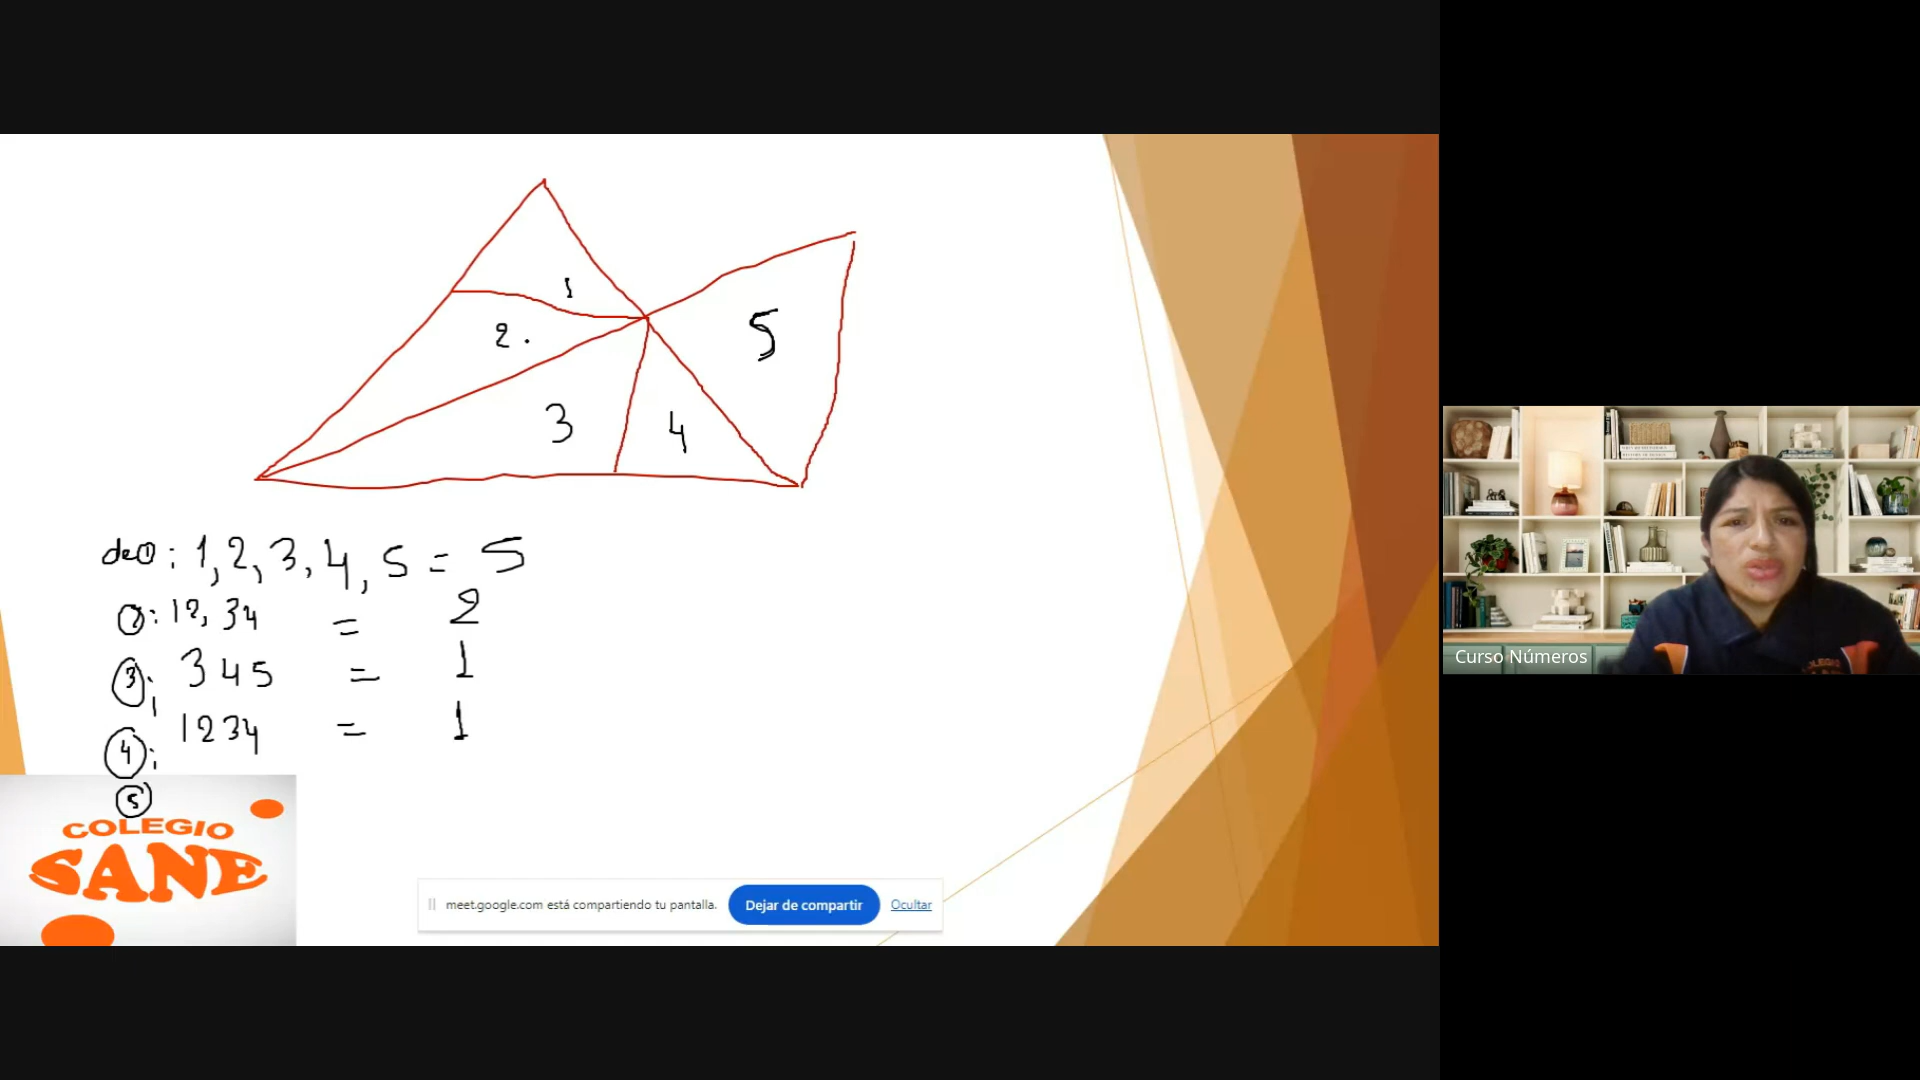 1
2.
5
3
4
de①: 1, 2, 3, 4, 5 = 5
②: 12, 34 = 2
③: 345 = 1
④: 1234 = 1
⑤
COLEGIO
SANE
meet.google.com está compartiendo tu pantalla. Dejar de compartir Ocultar
Curso Números